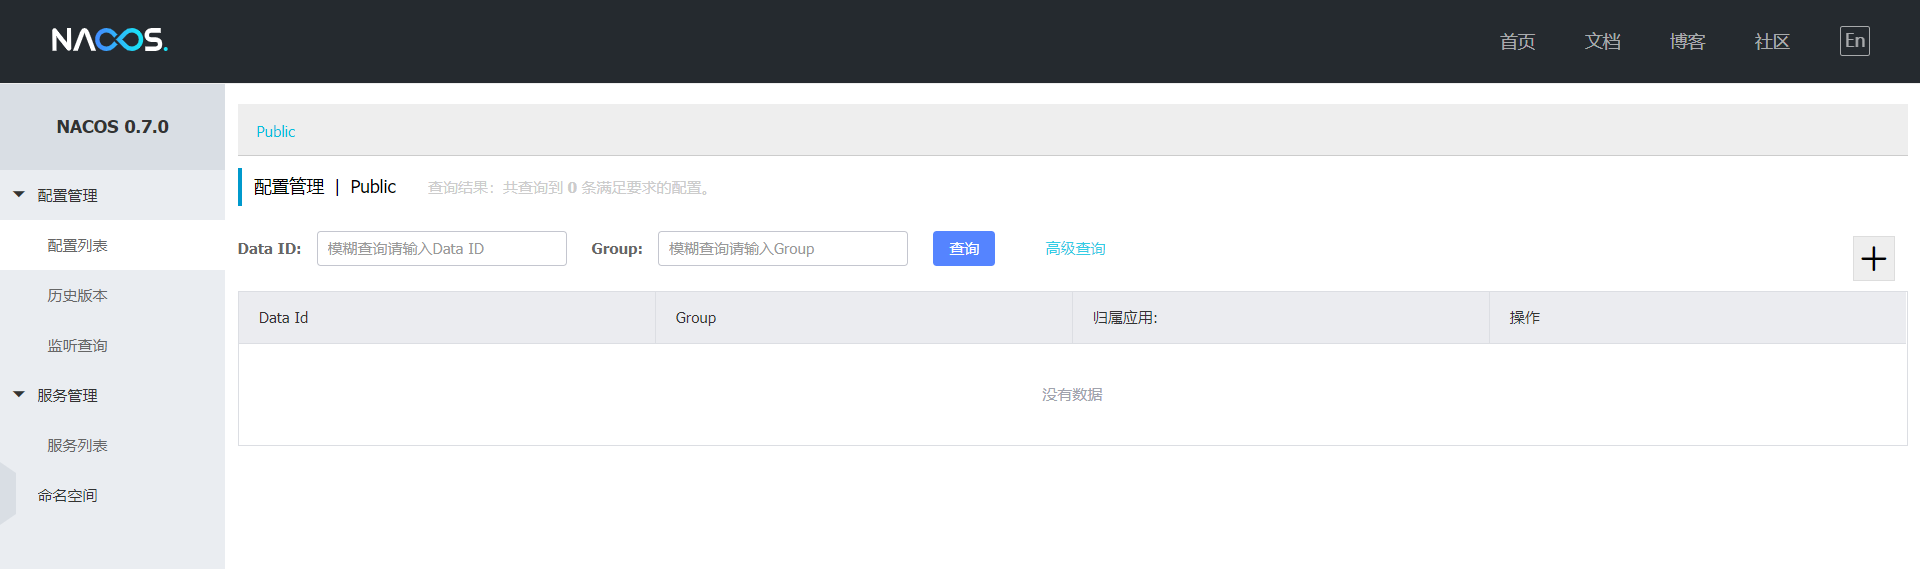 NACOS.
首页 文档 博客 社区 En
NACOS 0.7.0
配置管理
配置列表
历史版本
监听查询
服务管理
服务列表
命名空间
Public
配置管理 | Public 查询结果：共查询到 0 条满足要求的配置。
Data ID: 模糊查询请输入Data ID Group: 模糊查询请输入Group 查询 高级查询
Data Id Group 归属应用: 操作
没有数据